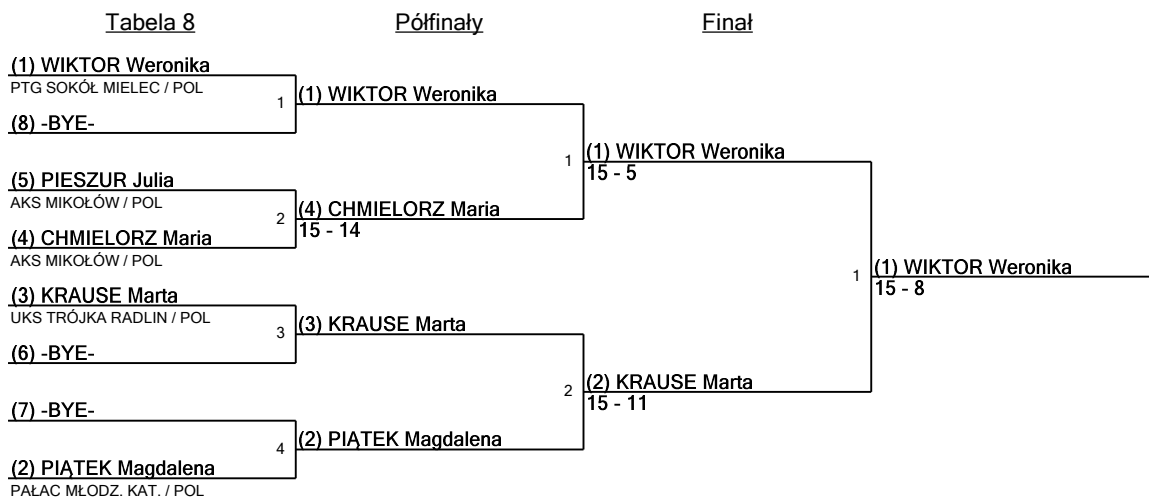 Tabela 8
Półfinały
Finał
(1) WIKTOR Weronika
PTG SOKÓŁ MIELEC / POL
(8) -BYE-
1
(1) WIKTOR Weronika
(5) PIESZUR Julia
AKS MIKOŁÓW / POL
(4) CHMIELORZ Maria
AKS MIKOŁÓW / POL
2
(4) CHMIELORZ Maria
15 - 14
1
(1) WIKTOR Weronika
15 - 5
(3) KRAUSE Marta
UKS TRÓJKA RADLIN / POL
(6) -BYE-
3
(3) KRAUSE Marta
(7) -BYE-
(2) PIĄTEK Magdalena
PAŁAC MŁODZ. KAT. / POL
4
(2) PIĄTEK Magdalena
2
(2) KRAUSE Marta
15 - 11
1
(1) WIKTOR Weronika
15 - 8